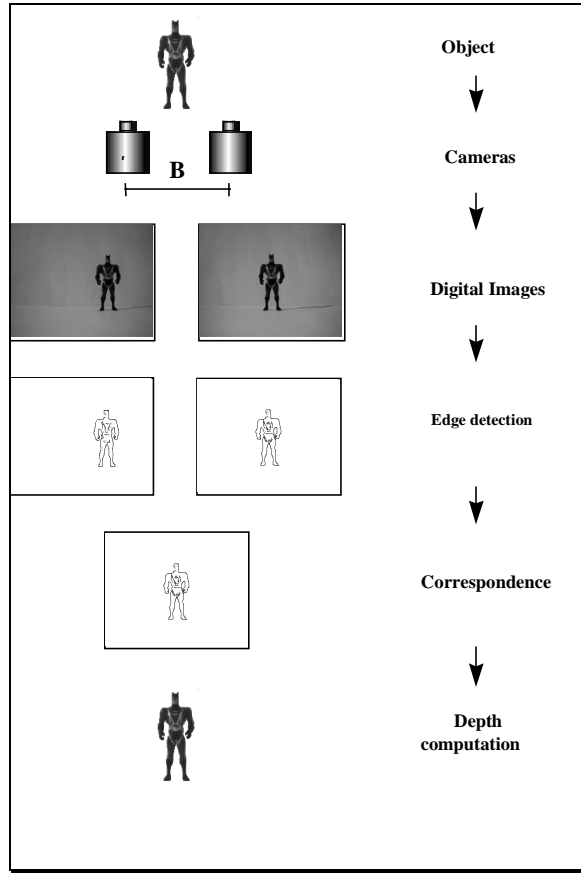 Object
Cameras
B
Digital Images
Edge detection
Correspondence
Depth
computation